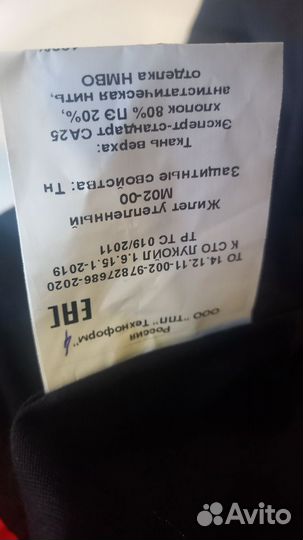 ООО "ТПП "Техноформ"
Россия
ЕАС
ТО 14.12.11-002-97827686-2020
К СТО ЛУКОЙЛ 1.6.15.1-2019
ТР ТС 019/2011
Жилет утепленный
М02-00
Защитные свойства: Тн
Ткань верха:
Эксперт-стандарт СА25
хлопок 80% ПЭ 20%,
антистатическая нить,
отделка НМВО
Avito